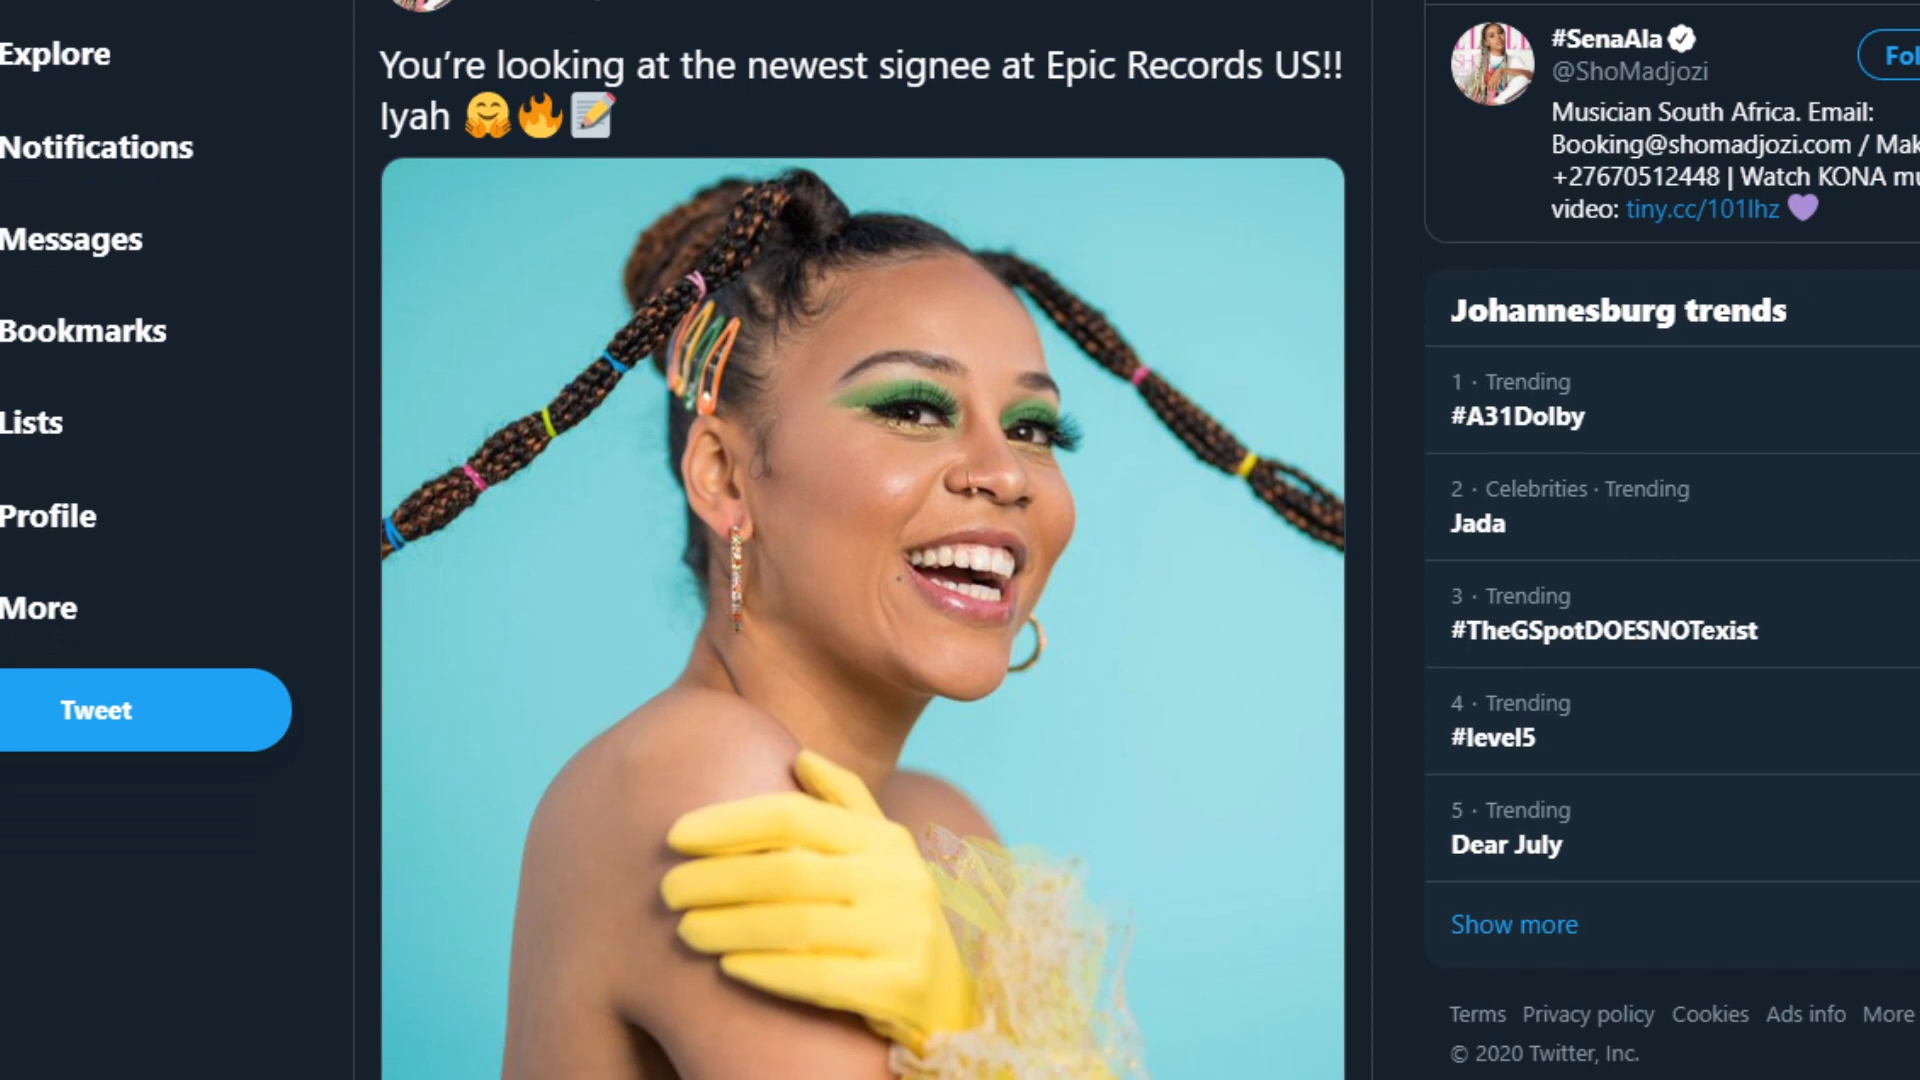 Explore
Notifications
Messages
Bookmarks
Lists
Profile
More
Tweet
You’re looking at the newest signee at Epic Records US!!
Iyah 🤗🔥📝
#SenaAla
@ShoMadjozi
Fol
Musician South Africa. Email:
Booking@shomadjozi.com / Mak
+27670512448 | Watch KONA mu
video: tiny.cc/101lhz 💜
Johannesburg trends
1 · Trending
#A31Dolby
2 · Celebrities · Trending
Jada
3 · Trending
#TheGSpotDOESNOTexist
4 · Trending
#level5
5 · Trending
Dear July
Show more
Terms Privacy policy Cookies Ads info More
© 2020 Twitter, Inc.